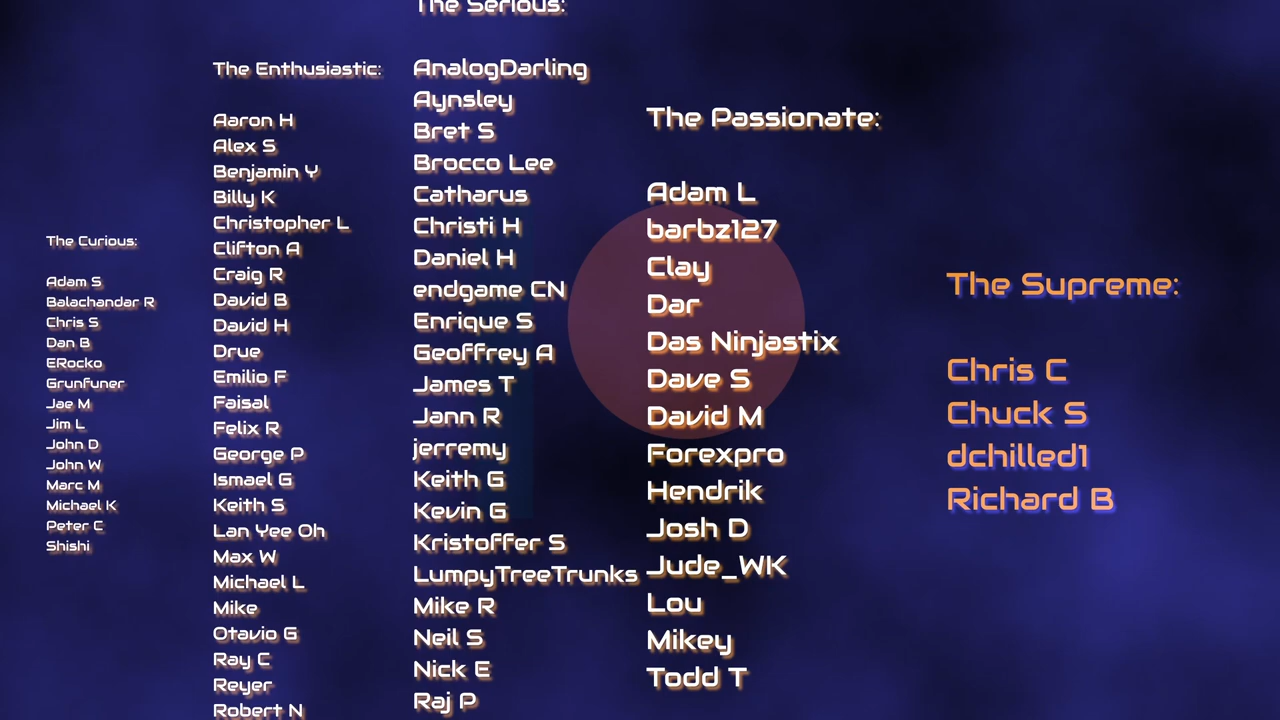 The Curious:
Adam S
Balachandar R
Chris S
Dan B
ERocko
Grunfuner
Jae M
Jim L
John D
John W
Marc M
Michael K
Peter C
Shishi
The Enthusiastic:
Aaron H
Alex S
Benjamin Y
Billy K
Christopher L
Clifton A
Craig R
David B
David H
Drue
Emilio F
Faisal
Felix R
George P
Ismael G
Keith S
Lan Yee Oh
Max W
Michael L
Mike
Otavio G
Ray C
Reyer
Robert N
The Serious:
AnalogDarling
Aynsley
Bret S
Brocco Lee
Catharus
Christi H
Daniel H
endgame CN
Enrique S
Geoffrey A
James T
Jann R
jerremy
Keith G
Kevin G
Kristoffer S
LumpyTreeTrunks
Mike R
Neil S
Nick E
Raj P
The Passionate:
Adam L
barbz127
Clay
Dar
Das Ninjastix
Dave S
David M
Forexpro
Hendrik
Josh D
Jude_WK
Lou
Mikey
Todd T
The Supreme:
Chris C
Chuck S
dchilled1
Richard B